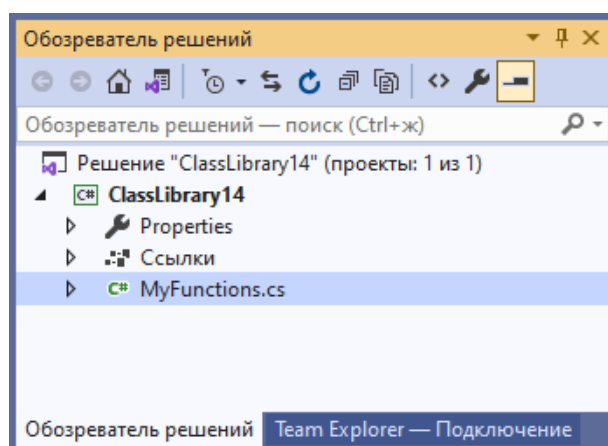 Обозреватель решений
Обозреватель решений — поиск (Ctrl+ж)
Решение "ClassLibrary14" (проекты: 1 из 1)
C# ClassLibrary14
Properties
Ссылки
C# MyFunctions.cs
Обозреватель решений Team Explorer — Подключение